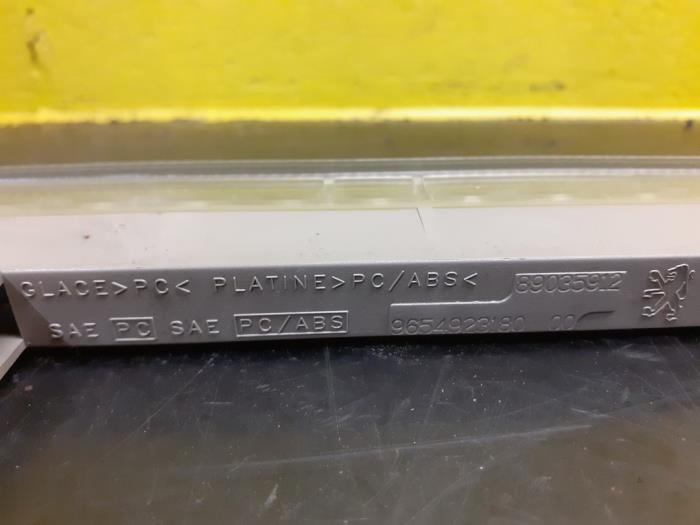 GLACE>PC< PLATINE>PC/ABS< 89035912
SAE PC SAE PC/ABS 9654923180 00